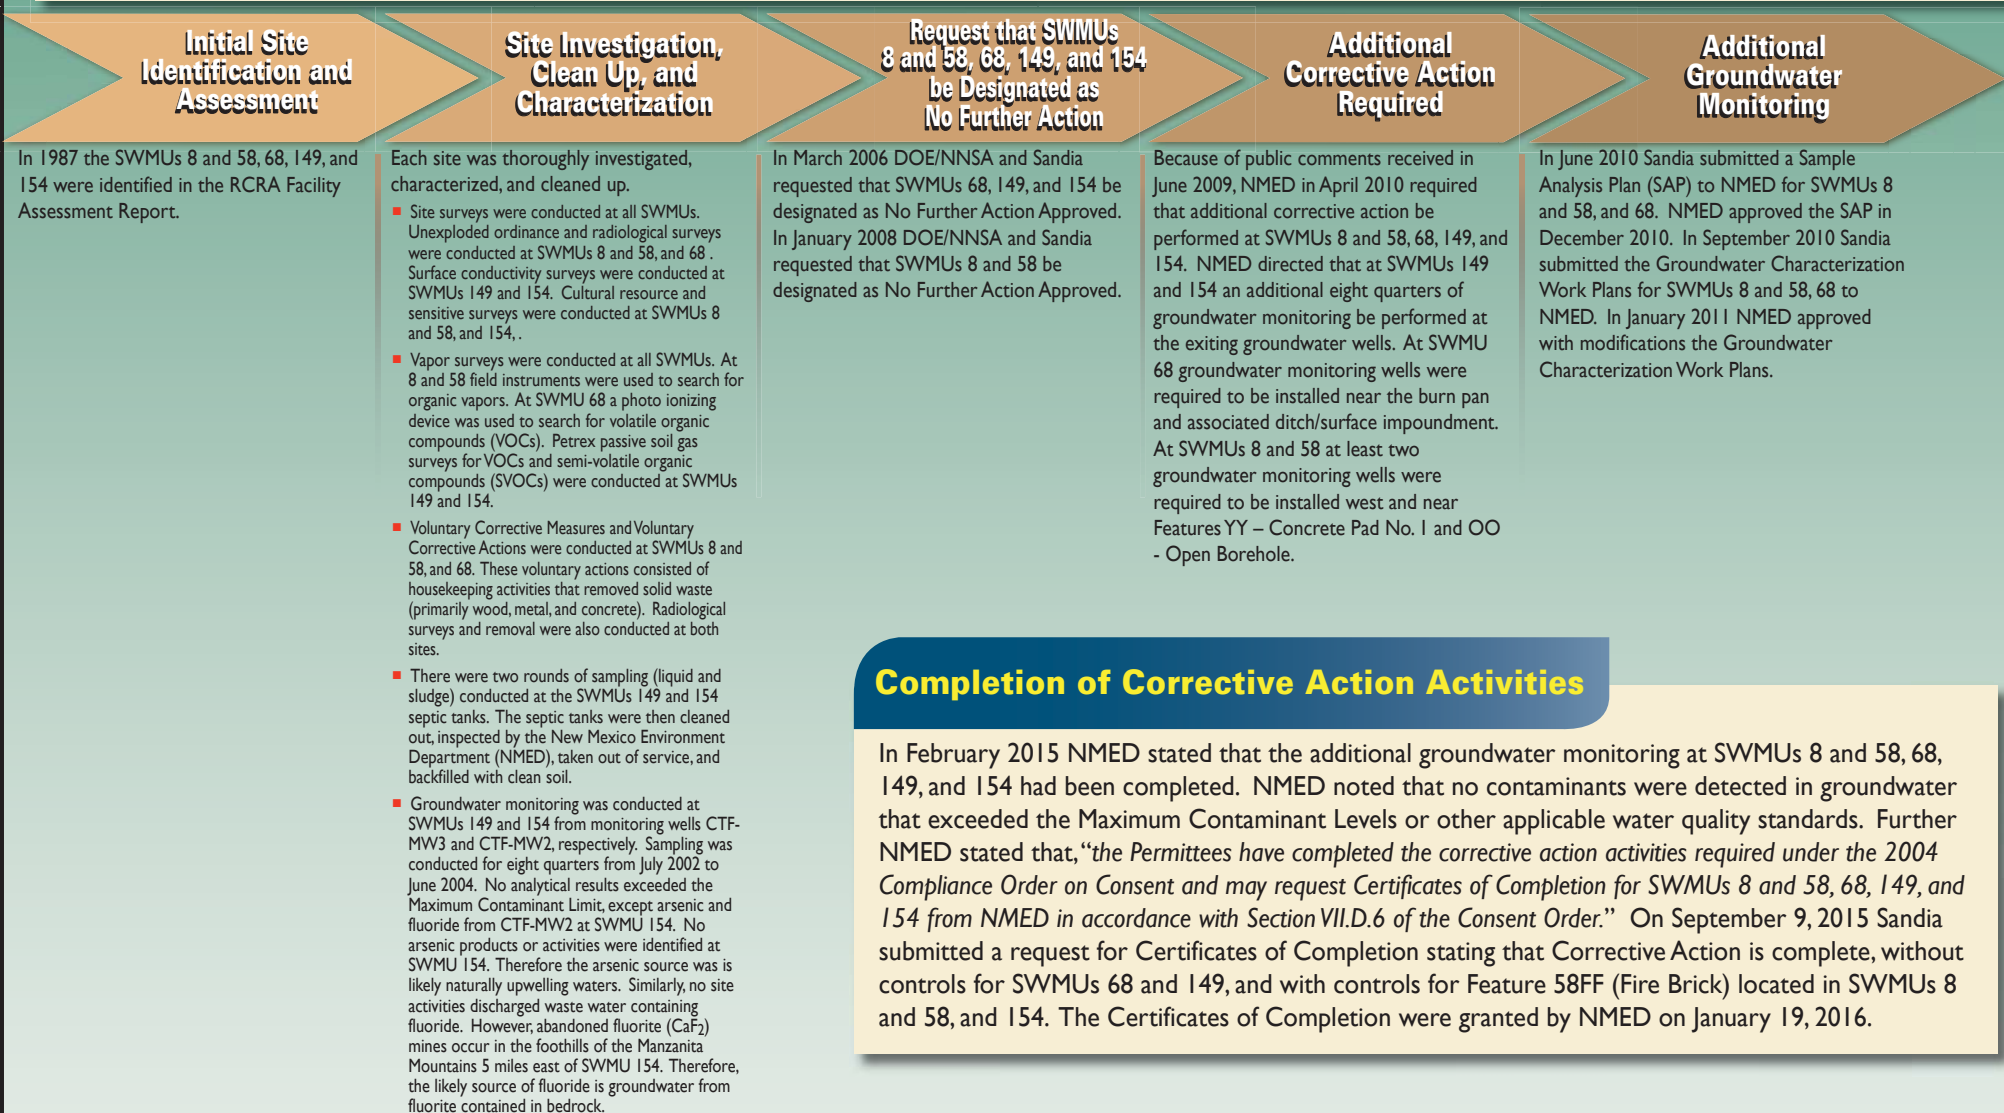 Initial Site
Identification and
Assessment
In 1987 the SWMUs 8 and 58, 68, 149, and
154 were identified in the RCRA Facility
Assessment Report.
Site Investigation,
Clean Up, and
Characterization
Each site was thoroughly investigated,
characterized, and cleaned up.
Site surveys were conducted at all SWMUs.
Unexploded ordinance and radiological surveys
were conducted at SWMUs 8 and 58, and 68 .
Surface conductivity surveys were conducted at
SWMUs 149 and 154. Cultural resource and
sensitive surveys were conducted at SWMUs 8
and 58, and 154, .
Vapor surveys were conducted at all SWMUs. At
8 and 58 field instruments were used to search for
organic vapors. At SWMU 68 a photo ionizing
device was used to search for volatile organic
compounds (VOCs). Petrex passive soil gas
surveys for VOCs and semi-volatile organic
compounds (SVOCs) were conducted at SWMUs
149 and 154.
Voluntary Corrective Measures and Voluntary
Corrective Actions were conducted at SWMUs 8 and
58, and 68. These voluntary actions consisted of
housekeeping activities that removed solid waste
(primarily wood, metal, and concrete). Radiological
surveys and removal were also conducted at both
sites.
There were two rounds of sampling (liquid and
sludge) conducted at the SWMUs 149 and 154
septic tanks. The septic tanks were then cleaned
out, inspected by the New Mexico Environment
Department (NMED), taken out of service, and
backfilled with clean soil.
Groundwater monitoring was conducted at
SWMUs 149 and 154 from monitoring wells CTF-
MW3 and CTF-MW2, respectively. Sampling was
conducted for eight quarters from July 2002 to
June 2004. No analytical results exceeded the
Maximum Contaminant Limit, except arsenic and
fluoride from CTF-MW2 at SWMU 154. No
arsenic products or activities were identified at
SWMU 154. Therefore the arsenic source was is
likely naturally upwelling waters. Similarly, no site
activities discharged waste water containing
fluoride. However, abandoned fluorite (CaF2)
mines occur in the foothills of the Manzanita
Mountains 5 miles east of SWMU 154. Therefore,
the likely source of fluoride is groundwater from
fluorite contained in bedrock.
Request that SWMUs
8 and 58, 68, 149, and 154
be Designated as
No Further Action
In March 2006 DOE/NNSA and Sandia
requested that SWMUs 68, 149, and 154 be
designated as No Further Action Approved.
In January 2008 DOE/NNSA and Sandia
requested that SWMUs 8 and 58 be
designated as No Further Action Approved.
Additional
Corrective Action
Required
Because of public comments received in
June 2009, NMED in April 2010 required
that additional corrective action be
performed at SWMUs 8 and 58, 68, 149, and
154. NMED directed that at SWMUs 149
and 154 an additional eight quarters of
groundwater monitoring be performed at
the exiting groundwater wells. At SWMU
68 groundwater monitoring wells were
required to be installed near the burn pan
and associated ditch/surface impoundment.
At SWMUs 8 and 58 at least two
groundwater monitoring wells were
required to be installed west and near
Features YY – Concrete Pad No. 1 and OO
- Open Borehole.
Additional
Groundwater
Monitoring
In June 2010 Sandia submitted a Sample
Analysis Plan (SAP) to NMED for SWMUs 8
and 58, and 68. NMED approved the SAP in
December 2010. In September 2010 Sandia
submitted the Groundwater Characterization
Work Plans for SWMUs 8 and 58, 68 to
NMED. In January 2011 NMED approved
with modifications the Groundwater
Characterization Work Plans.
Completion of Corrective Action Activities
In February 2015 NMED stated that the additional groundwater monitoring at SWMUs 8 and 58, 68,
149, and 154 had been completed. NMED noted that no contaminants were detected in groundwater
that exceeded the Maximum Contaminant Levels or other applicable water quality standards. Further
NMED stated that, “the Permittees have completed the corrective action activities required under the 2004
Compliance Order on Consent and may request Certificates of Completion for SWMUs 8 and 58, 68, 149, and
154 from NMED in accordance with Section VII.D.6 of the Consent Order.” On September 9, 2015 Sandia
submitted a request for Certificates of Completion stating that Corrective Action is complete, without
controls for SWMUs 68 and 149, and with controls for Feature 58FF (Fire Brick) located in SWMUs 8
and 58, and 154. The Certificates of Completion were granted by NMED on January 19, 2016.